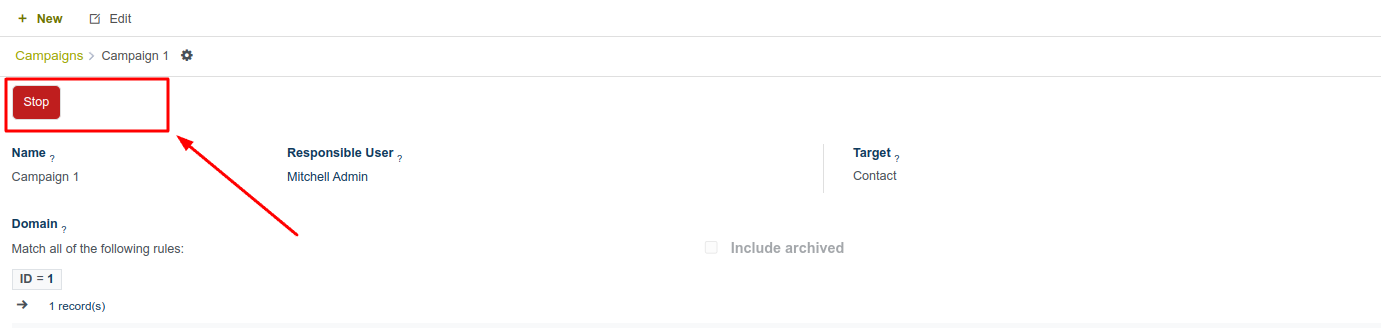 + New Edit
Campaigns > Campaign 1
Stop
Name ? Responsible User ? Target ?
Campaign 1 Mitchell Admin Contact
Domain ?
Match all of the following rules: Include archived
ID = 1
1 record(s)